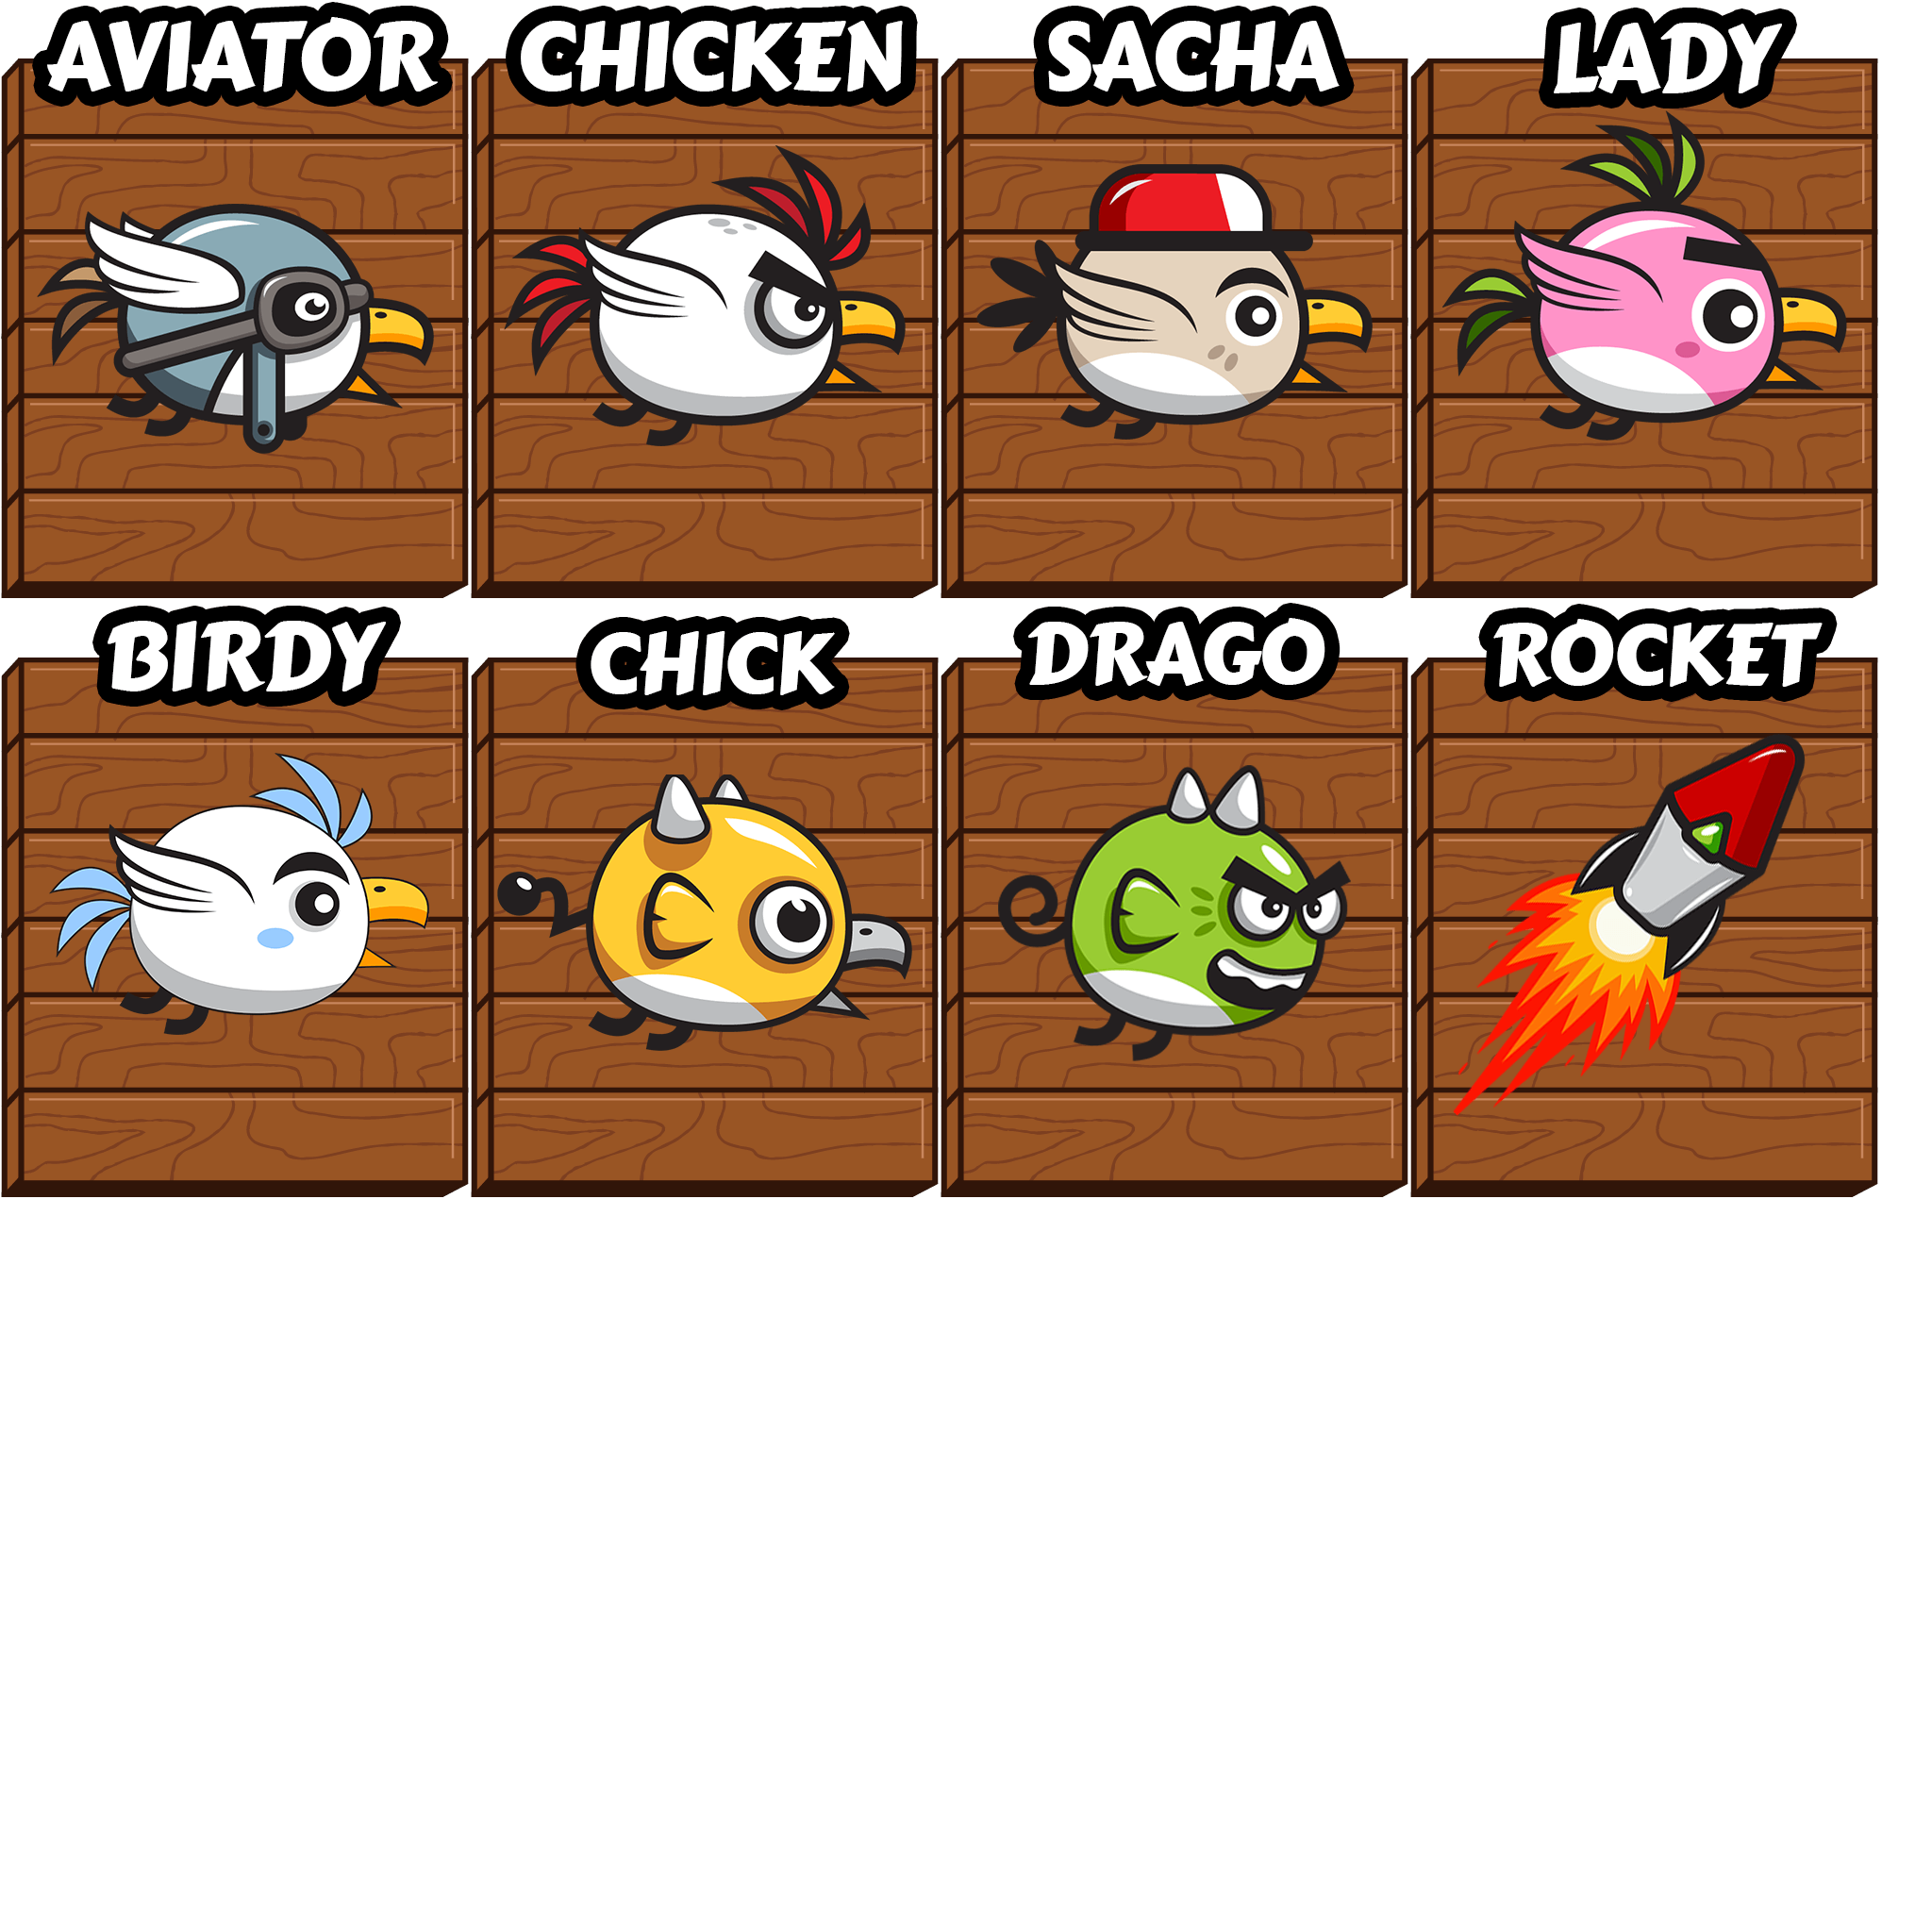 AVIATOR
CHICKEN
SACHA
LADY
BIRDY
CHICK
DRAGO
ROCKET